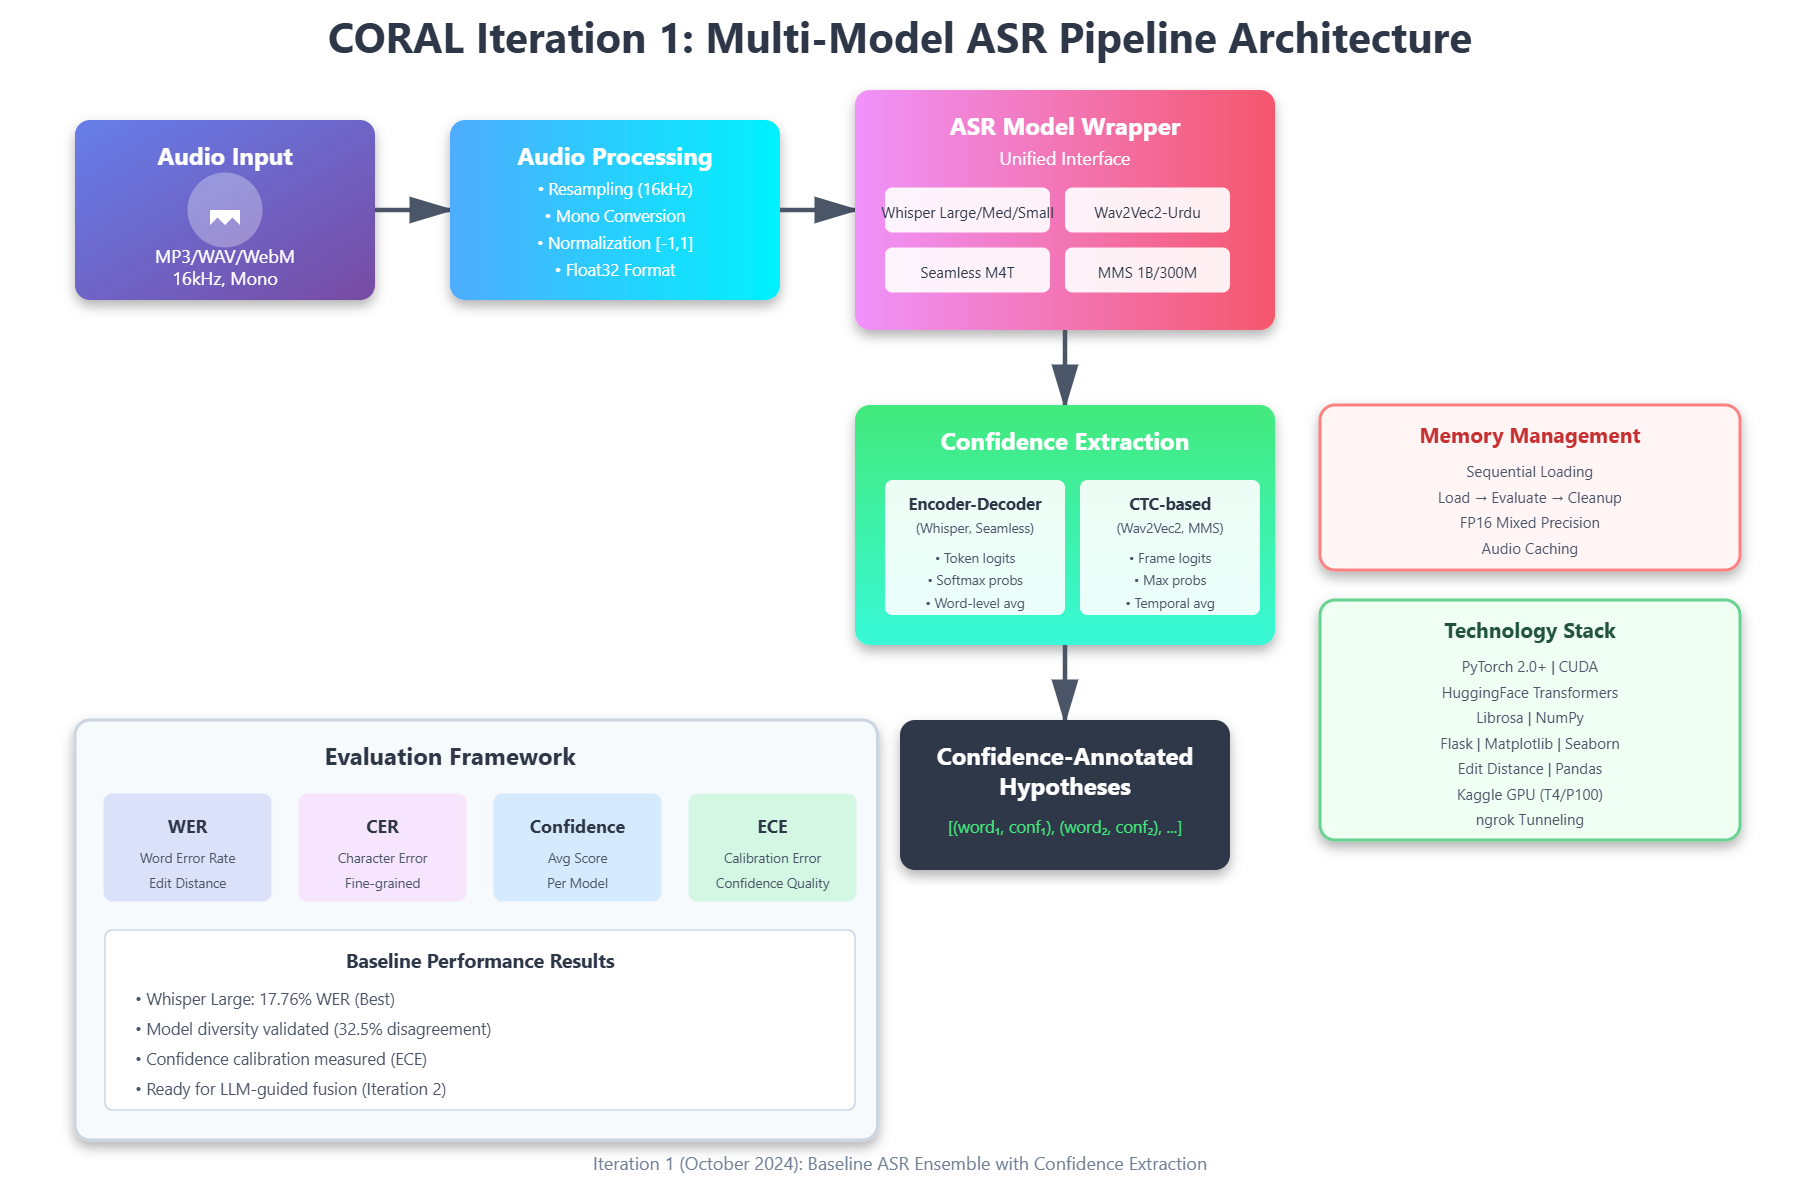 CORAL Iteration 1: Multi-Model ASR Pipeline Architecture
Audio Input
MP3/WAV/WebM
16kHz, Mono
Audio Processing
• Resampling (16kHz)
• Mono Conversion
• Normalization [-1,1]
• Float32 Format
ASR Model Wrapper
Unified Interface
Whisper Large/Med/Small
Wav2Vec2-Urdu
Seamless M4T
MMS 1B/300M
Confidence Extraction
Encoder-Decoder
(Whisper, Seamless)
• Token logits
• Softmax probs
• Word-level avg
CTC-based
(Wav2Vec2, MMS)
• Frame logits
• Max probs
• Temporal avg
Memory Management
Sequential Loading
Load → Evaluate → Cleanup
FP16 Mixed Precision
Audio Caching
Technology Stack
PyTorch 2.0+ | CUDA
HuggingFace Transformers
Librosa | NumPy
Flask | Matplotlib | Seaborn
Edit Distance | Pandas
Kaggle GPU (T4/P100)
ngrok Tunneling
Confidence-Annotated
Hypotheses
[(word₁, conf₁), (word₂, conf₂), ...]
Evaluation Framework
WER
Word Error Rate
Edit Distance
CER
Character Error
Fine-grained
Confidence
Avg Score
Per Model
ECE
Calibration Error
Confidence Quality
Baseline Performance Results
• Whisper Large: 17.76% WER (Best)
• Model diversity validated (32.5% disagreement)
• Confidence calibration measured (ECE)
• Ready for LLM-guided fusion (Iteration 2)
Iteration 1 (October 2024): Baseline ASR Ensemble with Confidence Extraction